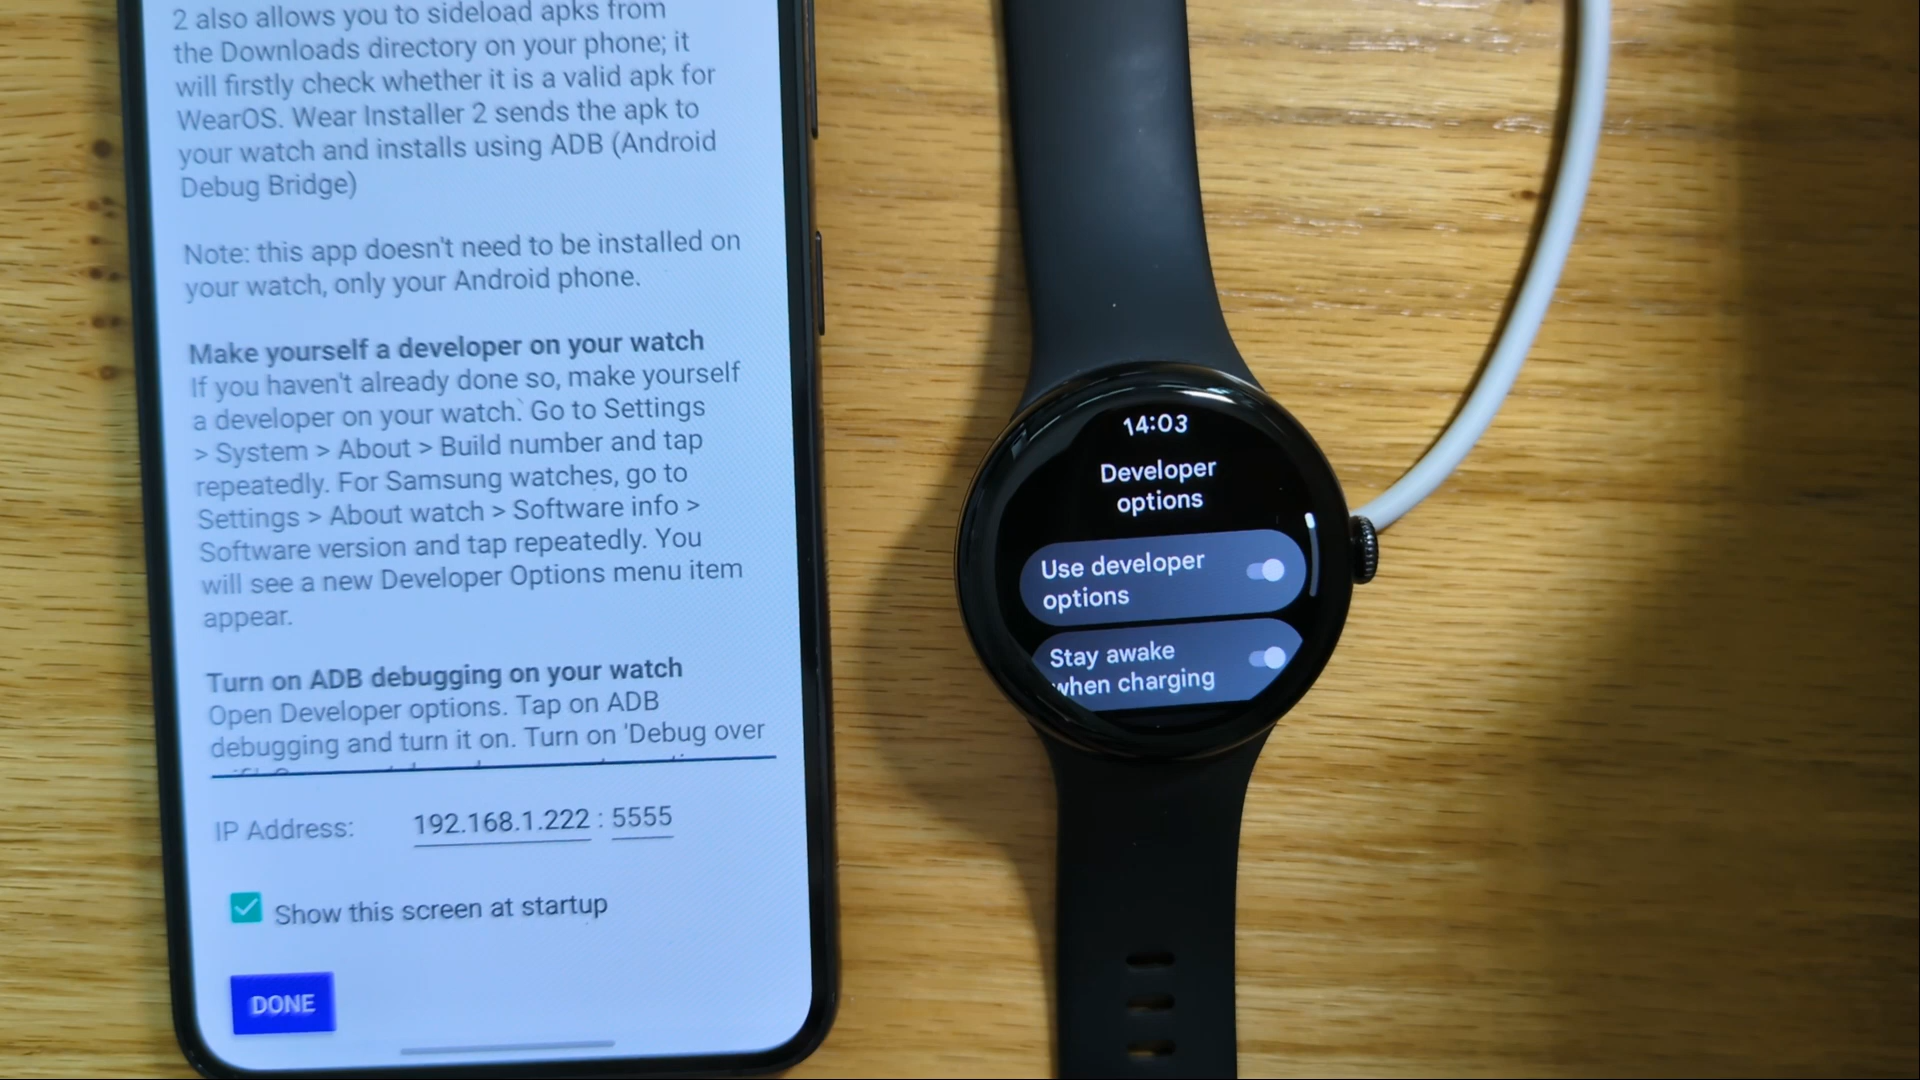 2 also allows you to sideload apks from
the Downloads directory on your phone; it
will firstly check whether it is a valid apk for
WearOS. Wear Installer 2 sends the apk to
your watch and installs using ADB (Android
Debug Bridge)
Note: this app doesn't need to be installed on
your watch, only your Android phone.
Make yourself a developer on your watch
If you haven't already done so, make yourself
a developer on your watch. Go to Settings
> System > About > Build number and tap
repeatedly. For Samsung watches, go to
Settings > About watch > Software info >
Software version and tap repeatedly. You
will see a new Developer Options menu item
appear.
Turn on ADB debugging on your watch
Open Developer options. Tap on ADB
debugging and turn it on. Turn on 'Debug over
IP Address: 192.168.1.222 : 5555
Show this screen at startup
DONE
14:03
Developer
options
Use developer
options
Stay awake
when charging